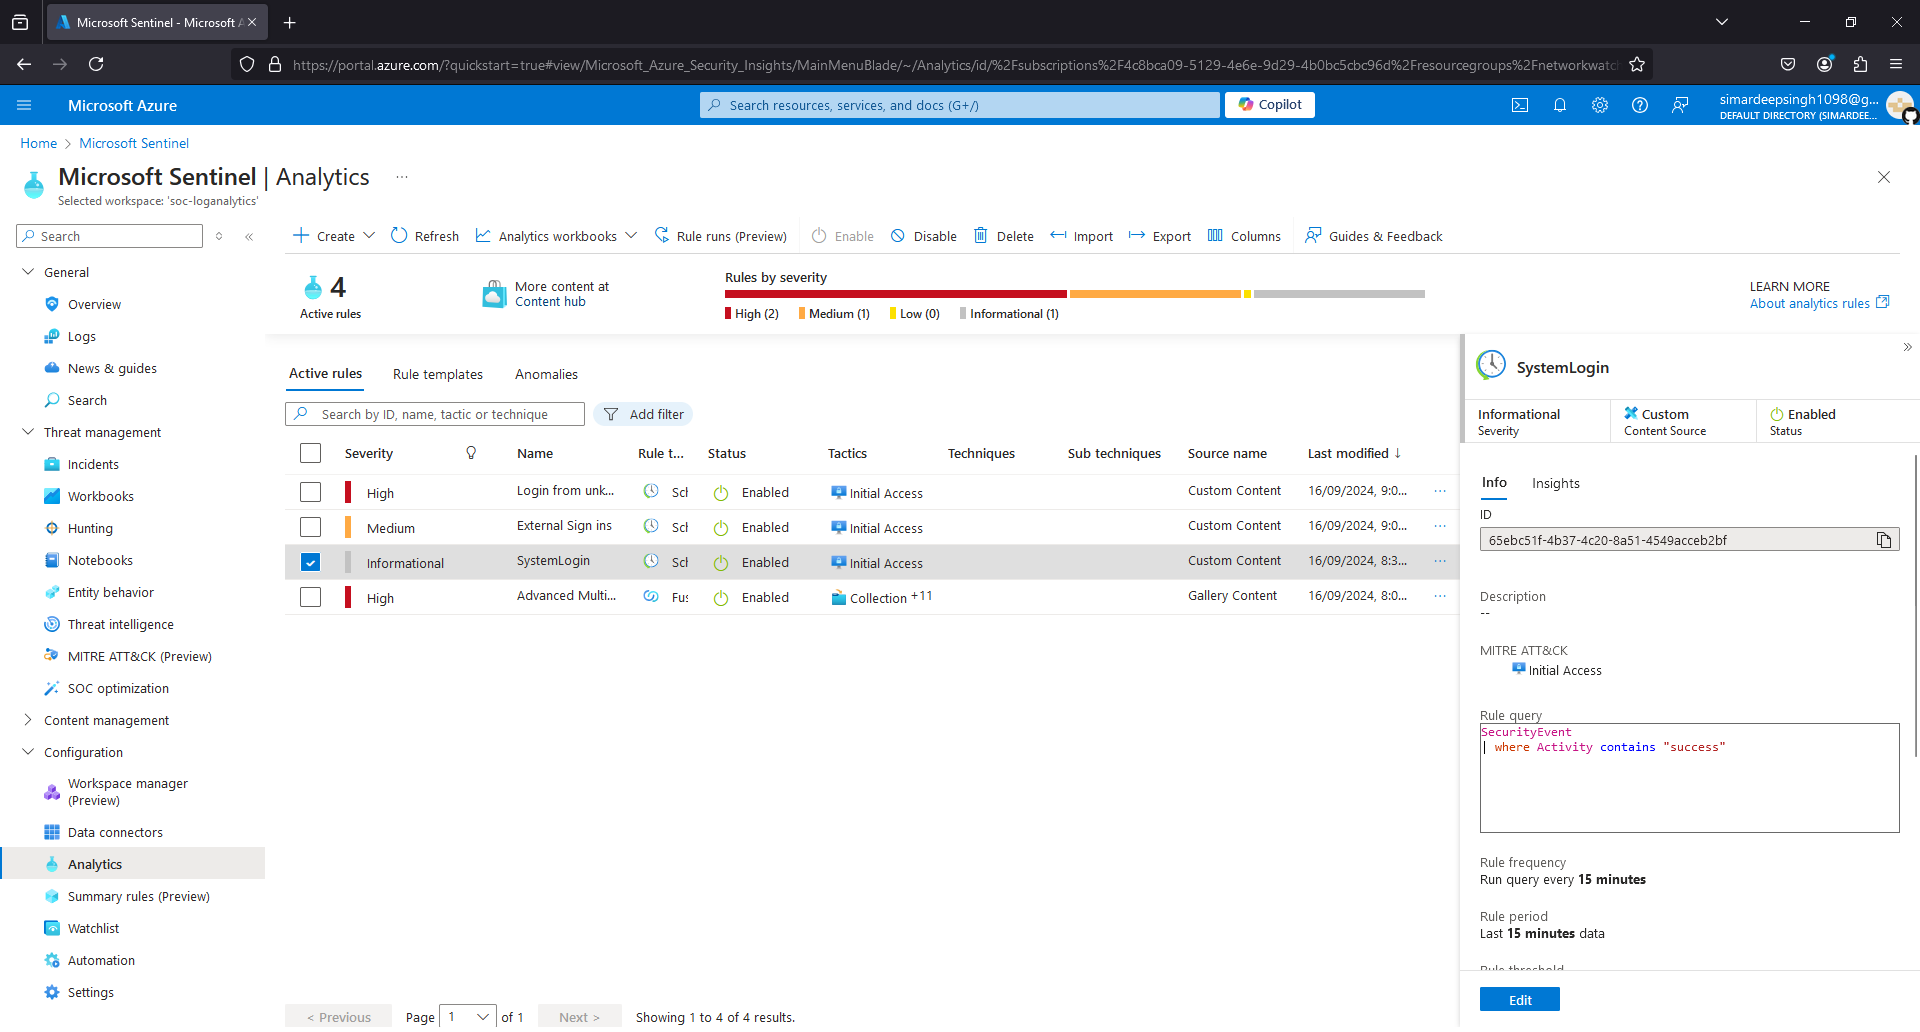 Microsoft Sentinel - Microsoft A
https://portal.azure.com/?quickstart=true#view/Microsoft_Azure_Security_Insights/MainMenuBlade/~/Analytics/id/%2Fsubscriptions%2F4c8bca09-5129-4e6e-9d29-4b0bc5cbc96d%2Fresourcegroups%2Fnetworkwatch
Microsoft Azure
Search resources, services, and docs (G+/)
Copilot
simardeepsingh1098@g...
DEFAULT DIRECTORY (SIMARDEE...
Home > Microsoft Sentinel
Microsoft Sentinel | Analytics ...
Selected workspace: 'soc-loganalytics'
Search
General
Overview
Logs
News & guides
Search
Threat management
Incidents
Workbooks
Hunting
Notebooks
Entity behavior
Threat intelligence
MITRE ATT&CK (Preview)
SOC optimization
Content management
Configuration
Workspace manager
(Preview)
Data connectors
Analytics
Summary rules (Preview)
Watchlist
Automation
Settings
Create Refresh Analytics workbooks Rule runs (Preview) Enable Disable Delete Import Export Columns Guides & Feedback
4
Active rules
More content at
Content hub
Rules by severity
High (2) Medium (1) Low (0) Informational (1)
LEARN MORE
About analytics rules
Active rules Rule templates Anomalies
Search by ID, name, tactic or technique
Add filter
Severity Name Rule t... Status Tactics Techniques Sub techniques Source name Last modified ↓
High Login from unk... Sch Enabled Initial Access Custom Content 16/09/2024, 9:0... ...
Medium External Sign ins Sch Enabled Initial Access Custom Content 16/09/2024, 9:0... ...
Informational SystemLogin Sch Enabled Initial Access Custom Content 16/09/2024, 8:3... ...
High Advanced Multi... Fus Enabled Collection +11 Gallery Content 16/09/2024, 8:0... ...
< Previous Page 1 of 1 Next > Showing 1 to 4 of 4 results.
SystemLogin
Informational
Severity
Custom
Content Source
Enabled
Status
Info Insights
ID
65ebc51f-4b37-4c20-8a51-4549acceb2bf
Description
--
MITRE ATT&CK
Initial Access
Rule query
SecurityEvent
| where Activity contains "success"
Rule frequency
Run query every 15 minutes
Rule period
Last 15 minutes data
Rule threshold
Edit